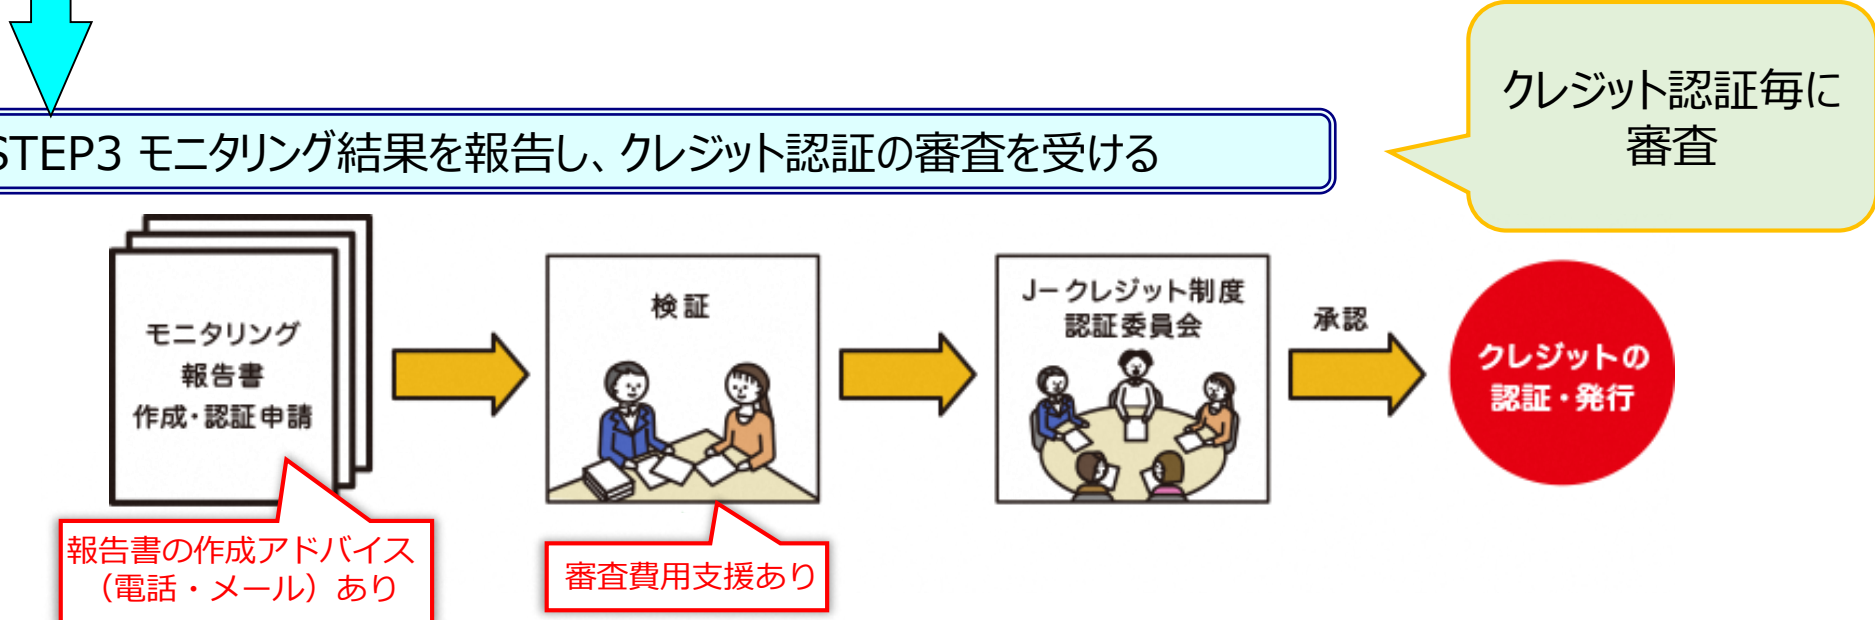 クレジット認証毎に
審査
STEP3 モニタリング結果を報告し、クレジット認証の審査を受ける
モニタリング
報告書
作成・認証申請
検証
J-クレジット制度
認証委員会
承認
クレジットの
認証・発行
報告書の作成アドバイス
（電話・メール）あり
審査費用支援あり